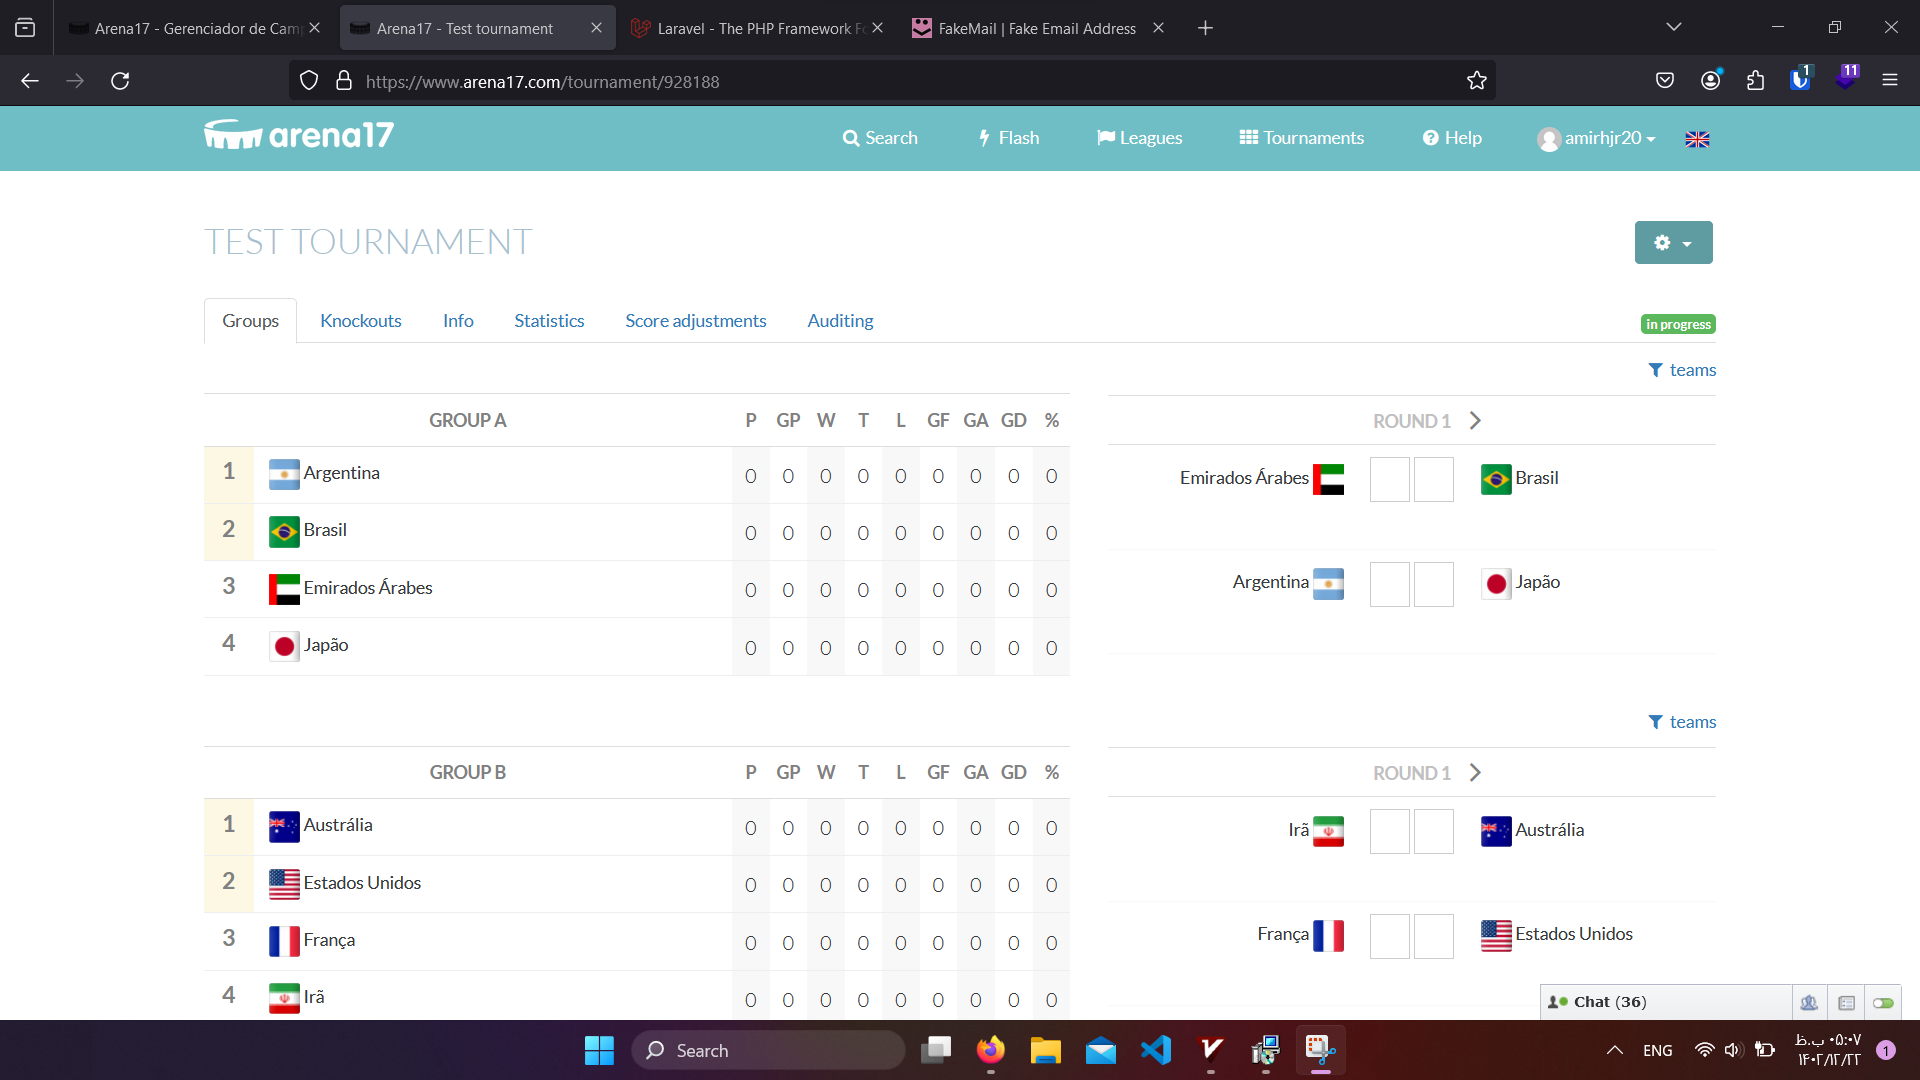 Arena17 - Gerenciador de Camp
Arena17 - Test tournament
Laravel - The PHP Framework Fo
FakeMail | Fake Email Address
https://www.arena17.com/tournament/928188
1
11
arena17
Search
Flash
Leagues
Tournaments
Help
amirhjr20
TEST TOURNAMENT
Groups Knockouts Info Statistics Score adjustments Auditing
in progress
teams
GROUP A P GP W T L GF GA GD %
1 Argentina 0 0 0 0 0 0 0 0 0
2 Brasil 0 0 0 0 0 0 0 0 0
3 Emirados Árabes 0 0 0 0 0 0 0 0 0
4 Japão 0 0 0 0 0 0 0 0 0
ROUND 1
Emirados Árabes Brasil
Argentina Japão
teams
GROUP B P GP W T L GF GA GD %
1 Austrália 0 0 0 0 0 0 0 0 0
2 Estados Unidos 0 0 0 0 0 0 0 0 0
3 França 0 0 0 0 0 0 0 0 0
4 Irã 0 0 0 0 0 0 0 0 0
ROUND 1
Irã Austrália
França Estados Unidos
Chat (36)
Search
ENG
۰۵:۰۷ ب.ظ
۱۴۰۲/۱۲/۲۲
1